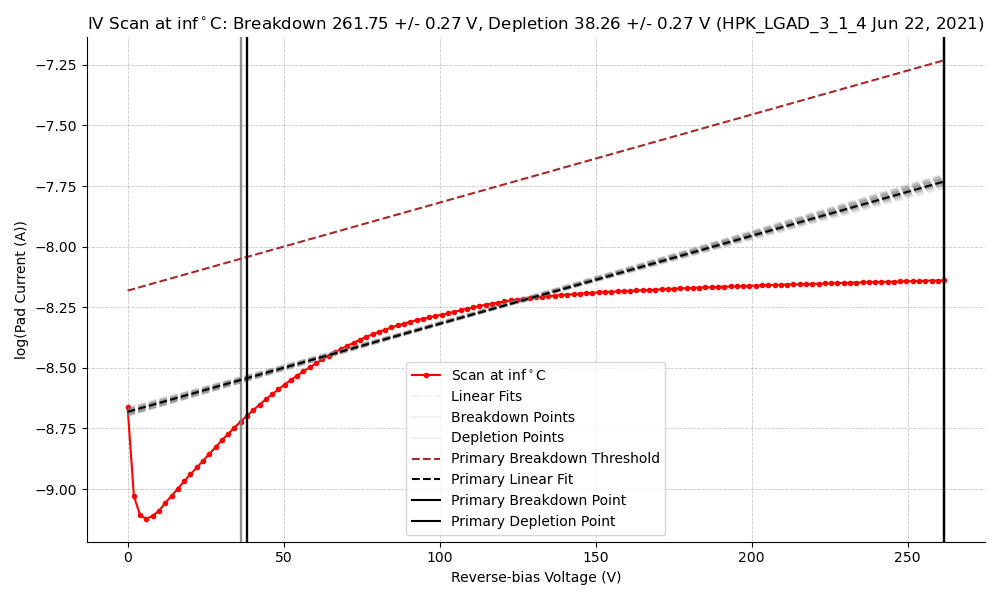 IV Scan at inf°C: Breakdown 261.75 +/- 0.27 V, Depletion 38.26 +/- 0.27 V (HPK_LGAD_3_1_4 Jun 22, 2021)
log(Pad Current (A))
−7.25
−7.50
−7.75
−8.00
−8.25
−8.50
−8.75
−9.00
Scan at inf°C
Linear Fits
Breakdown Points
Depletion Points
Primary Breakdown Threshold
Primary Linear Fit
Primary Breakdown Point
Primary Depletion Point
0 50 100 150 200 250
Reverse-bias Voltage (V)